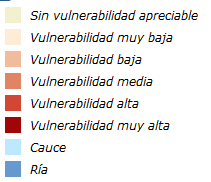 Sin vulnerabilidad apreciable
Vulnerabilidad muy baja
Vulnerabilidad baja
Vulnerabilidad media
Vulnerabilidad alta
Vulnerabilidad muy alta
Cauce
Ría